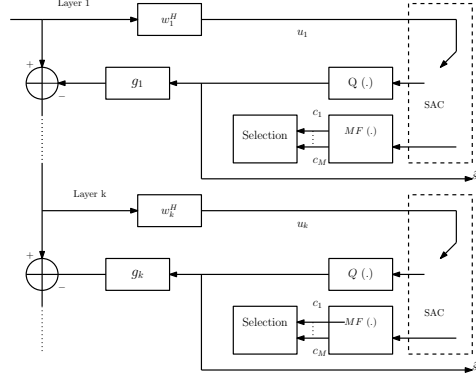 Layer 1
w_1^H
u_1
+
−
g_1
Q (.)
SAC
Selection
c_1
c_M
MF (.)
Layer k
w_k^H
u_k
+
−
g_k
Q (.)
SAC
Selection
c_1
c_M
MF (.)